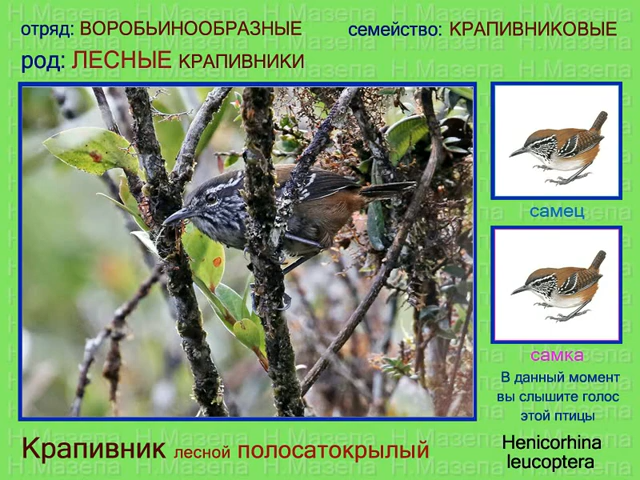 отряд: ВОРОБЬИНООБРАЗНЫЕ семейство: КРАПИВНИКОВЫЕ
род: ЛЕСНЫЕ КРАПИВНИКИ
самец
самка
В данный момент
вы слышите голос
этой птицы
Крапивник лесной полосатокрылый
Henicorhina
leucoptera
Н.Мазепа